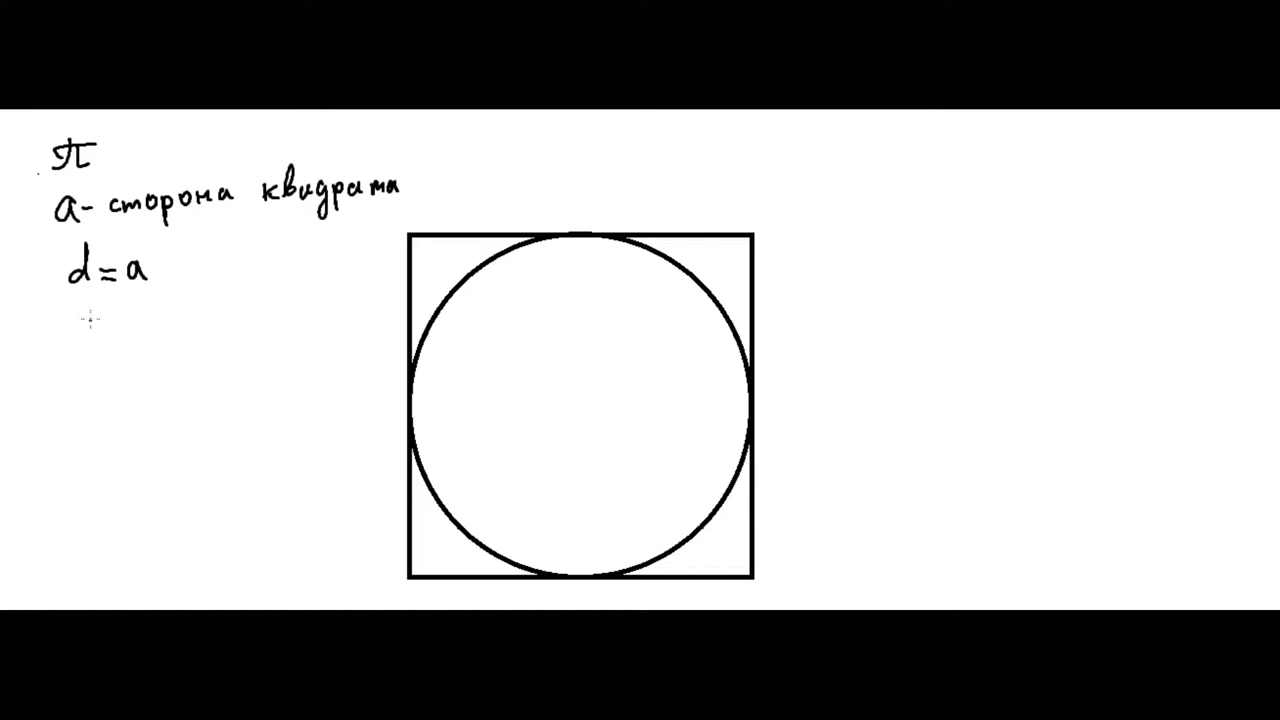 π
a- сторона квадрата
d = a